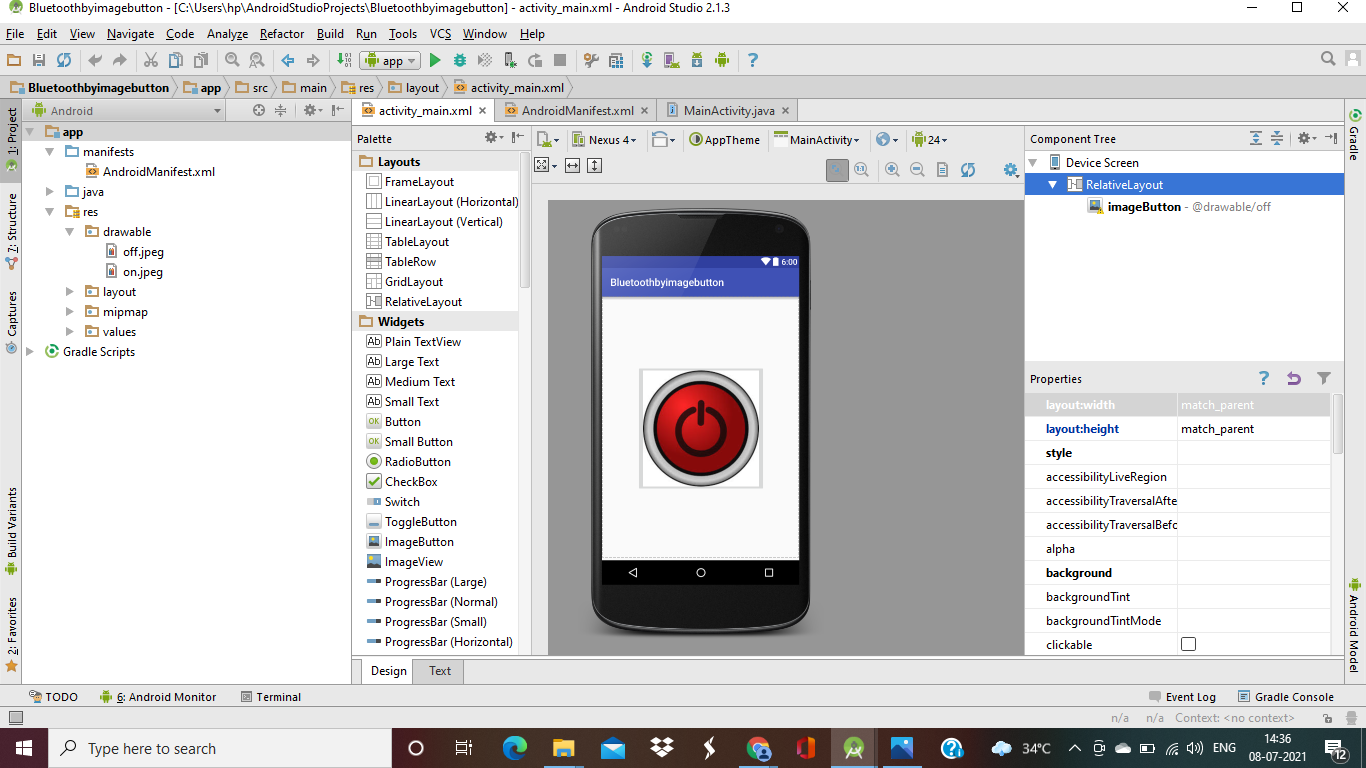 Bluetoothbyimagebutton - [C:\Users\hp\AndroidStudioProjects\Bluetoothbyimagebutton] - activity_main.xml - Android Studio 2.1.3
File Edit View Navigate Code Analyze Refactor Build Run Tools VCS Window Help
app
Bluetoothbyimagebutton app src main res layout activity_main.xml
1: Project
7: Structure
Captures
Build Variants
2: Favorites
Android
app
manifests
AndroidManifest.xml
java
res
drawable
off.jpeg
on.jpeg
layout
mipmap
values
Gradle Scripts
activity_main.xml AndroidManifest.xml MainActivity.java
Palette
Layouts
FrameLayout
LinearLayout (Horizontal)
LinearLayout (Vertical)
TableLayout
TableRow
GridLayout
RelativeLayout
Widgets
Plain TextView
Large Text
Medium Text
Small Text
Button
Small Button
RadioButton
CheckBox
Switch
ToggleButton
ImageButton
ImageView
ProgressBar (Large)
ProgressBar (Normal)
ProgressBar (Small)
ProgressBar (Horizontal)
Nexus 4 AppTheme MainActivity 24
1:1
6:00
Bluetoothbyimagebutton
Component Tree
Device Screen
RelativeLayout
imageButton - @drawable/off
Properties
layout:width match_parent
layout:height match_parent
style
accessibilityLiveRegion
accessibilityTraversalAfte
accessibilityTraversalBefo
alpha
background
backgroundTint
backgroundTintMode
clickable
Gradle
Android Model
Design Text
TODO 6: Android Monitor Terminal Event Log Gradle Console
n/a n/a Context: <no context>
Type here to search
34°C ENG 14:36
08-07-2021
12